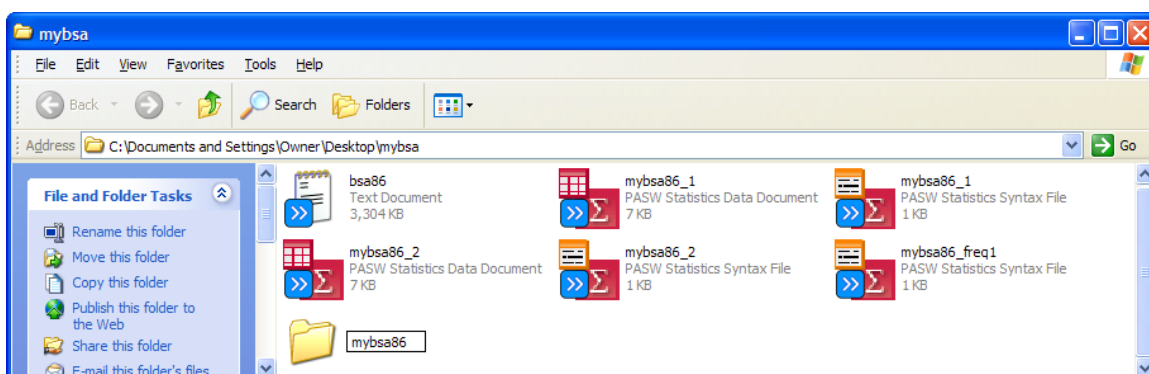 mybsa
File Edit View Favorites Tools Help
Back Search Folders
Address C:\Documents and Settings\Owner\Desktop\mybsa Go
File and Folder Tasks
Rename this folder
Move this folder
Copy this folder
Publish this folder to
the Web
Share this folder
E-mail this folder's files
bsa86
Text Document
3,304 KB
mybsa86_1
PASW Statistics Data Document
7 KB
mybsa86_1
PASW Statistics Syntax File
1 KB
mybsa86_2
PASW Statistics Data Document
7 KB
mybsa86_2
PASW Statistics Syntax File
1 KB
mybsa86_freq1
PASW Statistics Syntax File
1 KB
mybsa86